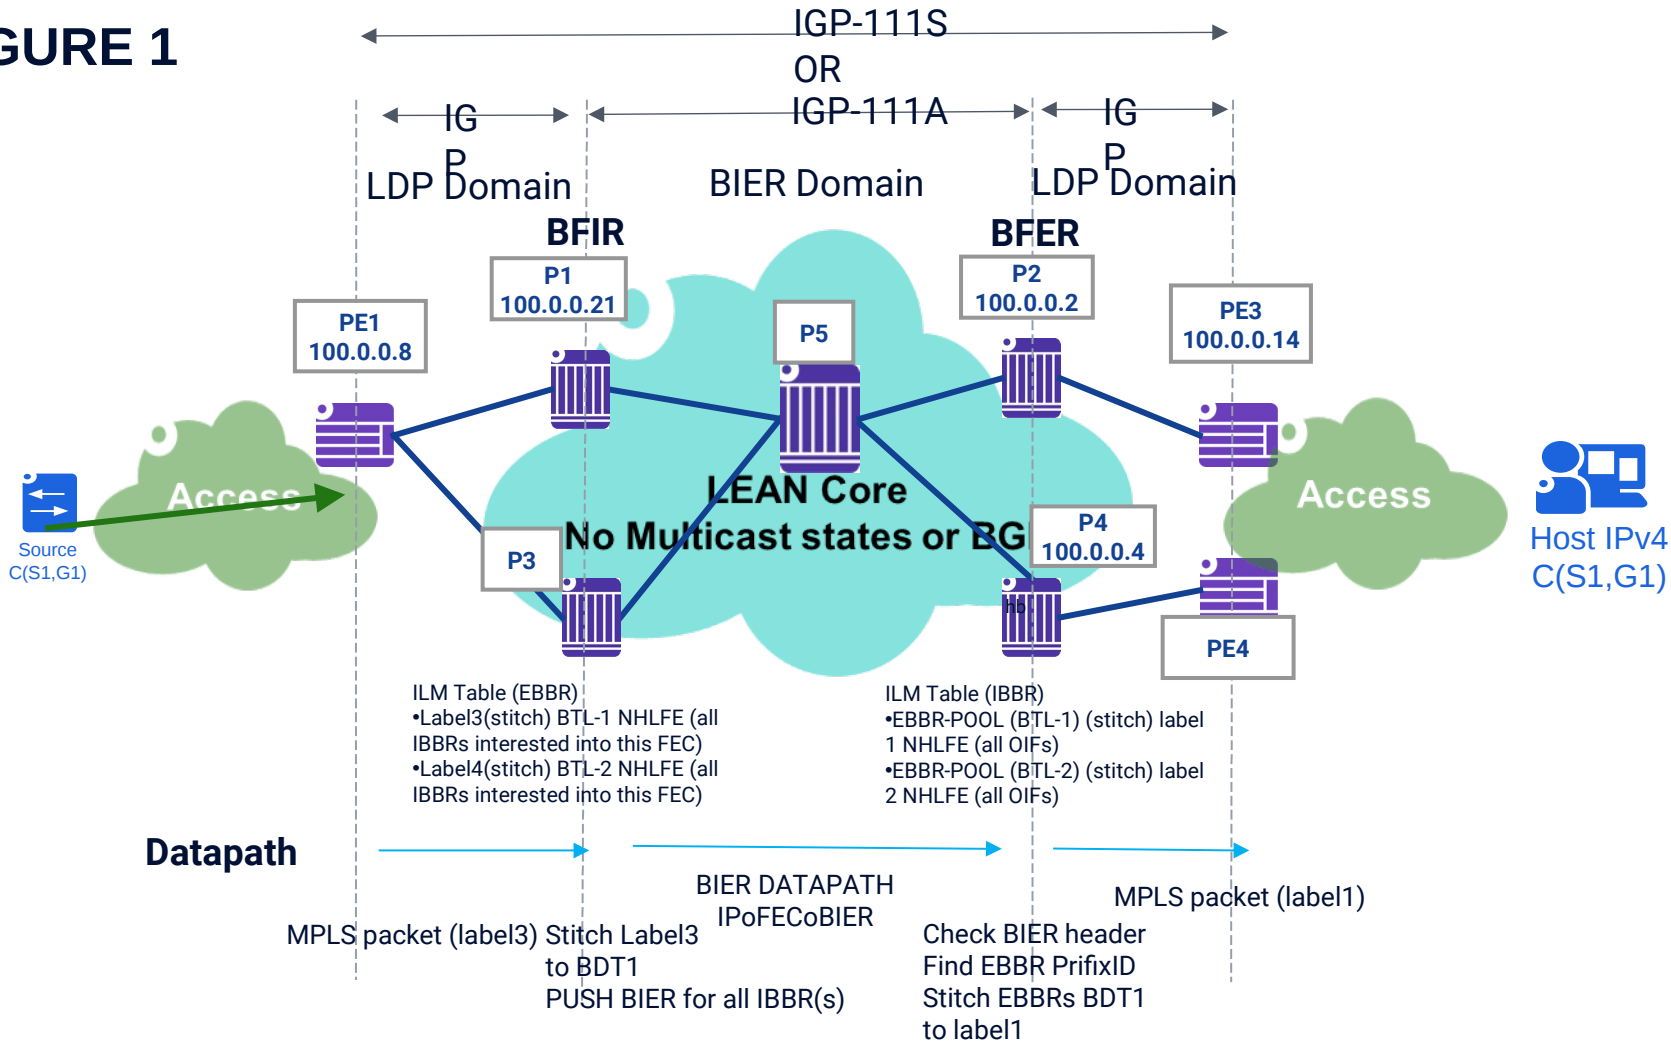 GURE 1
IGP-111S
OR
IGP-111A
IG
P
IG
P
LDP Domain
BIER Domain
LDP Domain
BFIR
BFER
P1
100.0.0.21
P2
100.0.0.2
PE1
100.0.0.8
P5
PE3
100.0.0.14
Access
LEAN Core
No Multicast states or BG
P3
P4
100.0.0.4
hb
Access
PE4
Source
C(S1,G1)
Host IPv4
C(S1,G1)
ILM Table (EBBR)
•Label3(stitch) BTL-1 NHLFE (all
IBBRs interested into this FEC)
•Label4(stitch) BTL-2 NHLFE (all
IBBRs interested into this FEC)
ILM Table (IBBR)
•EBBR-POOL (BTL-1) (stitch) label
1 NHLFE (all OIFs)
•EBBR-POOL (BTL-2) (stitch) label
2 NHLFE (all OIFs)
Datapath
BIER DATAPATH
IPoFECoBIER
MPLS packet (label1)
MPLS packet (label3)
Stitch Label3
to BDT1
PUSH BIER for all IBBR(s)
Check BIER header
Find EBBR PrifixID
Stitch EBBRs BDT1
to label1